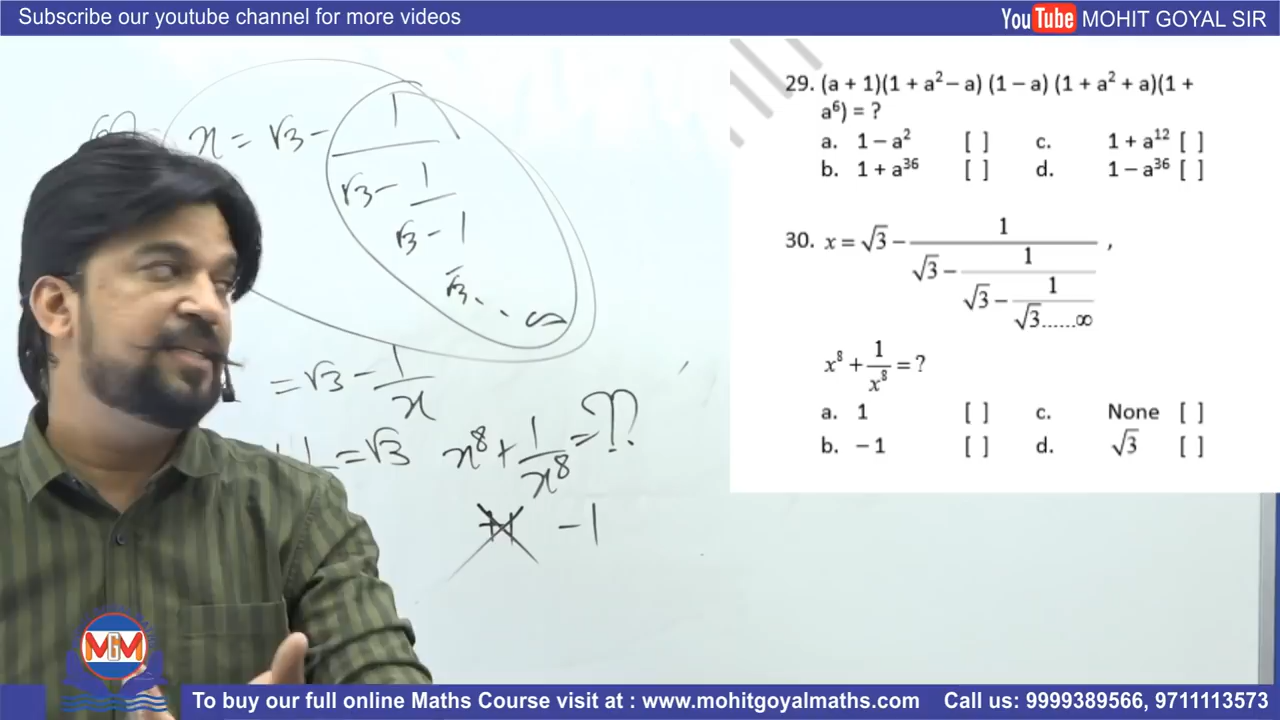 Subscribe our youtube channel for more videos
YouTube MOHIT GOYAL SIR
x = √3 - 1
√3 - 1
√3 - 1
√3 - . . ∞
= √3 - 1/x
= √3 x⁸ + 1/x⁸ = ??
-1
29. (a + 1)(1 + a² – a) (1 – a) (1 + a² + a)(1 +
a⁶) = ?
a. 1 – a² [ ] c. 1 + a¹² [ ]
b. 1 + a³⁶ [ ] d. 1 – a³⁶ [ ]
30. x = √3 – 1 ,
√3 – 1
√3 – 1
√3......∞
x⁸ + 1/x⁸ = ?
a. 1 [ ] c. None [ ]
b. – 1 [ ] d. √3 [ ]
MGM
To buy our full online Maths Course visit at : www.mohitgoyalmaths.com Call us: 9999389566, 9711113573